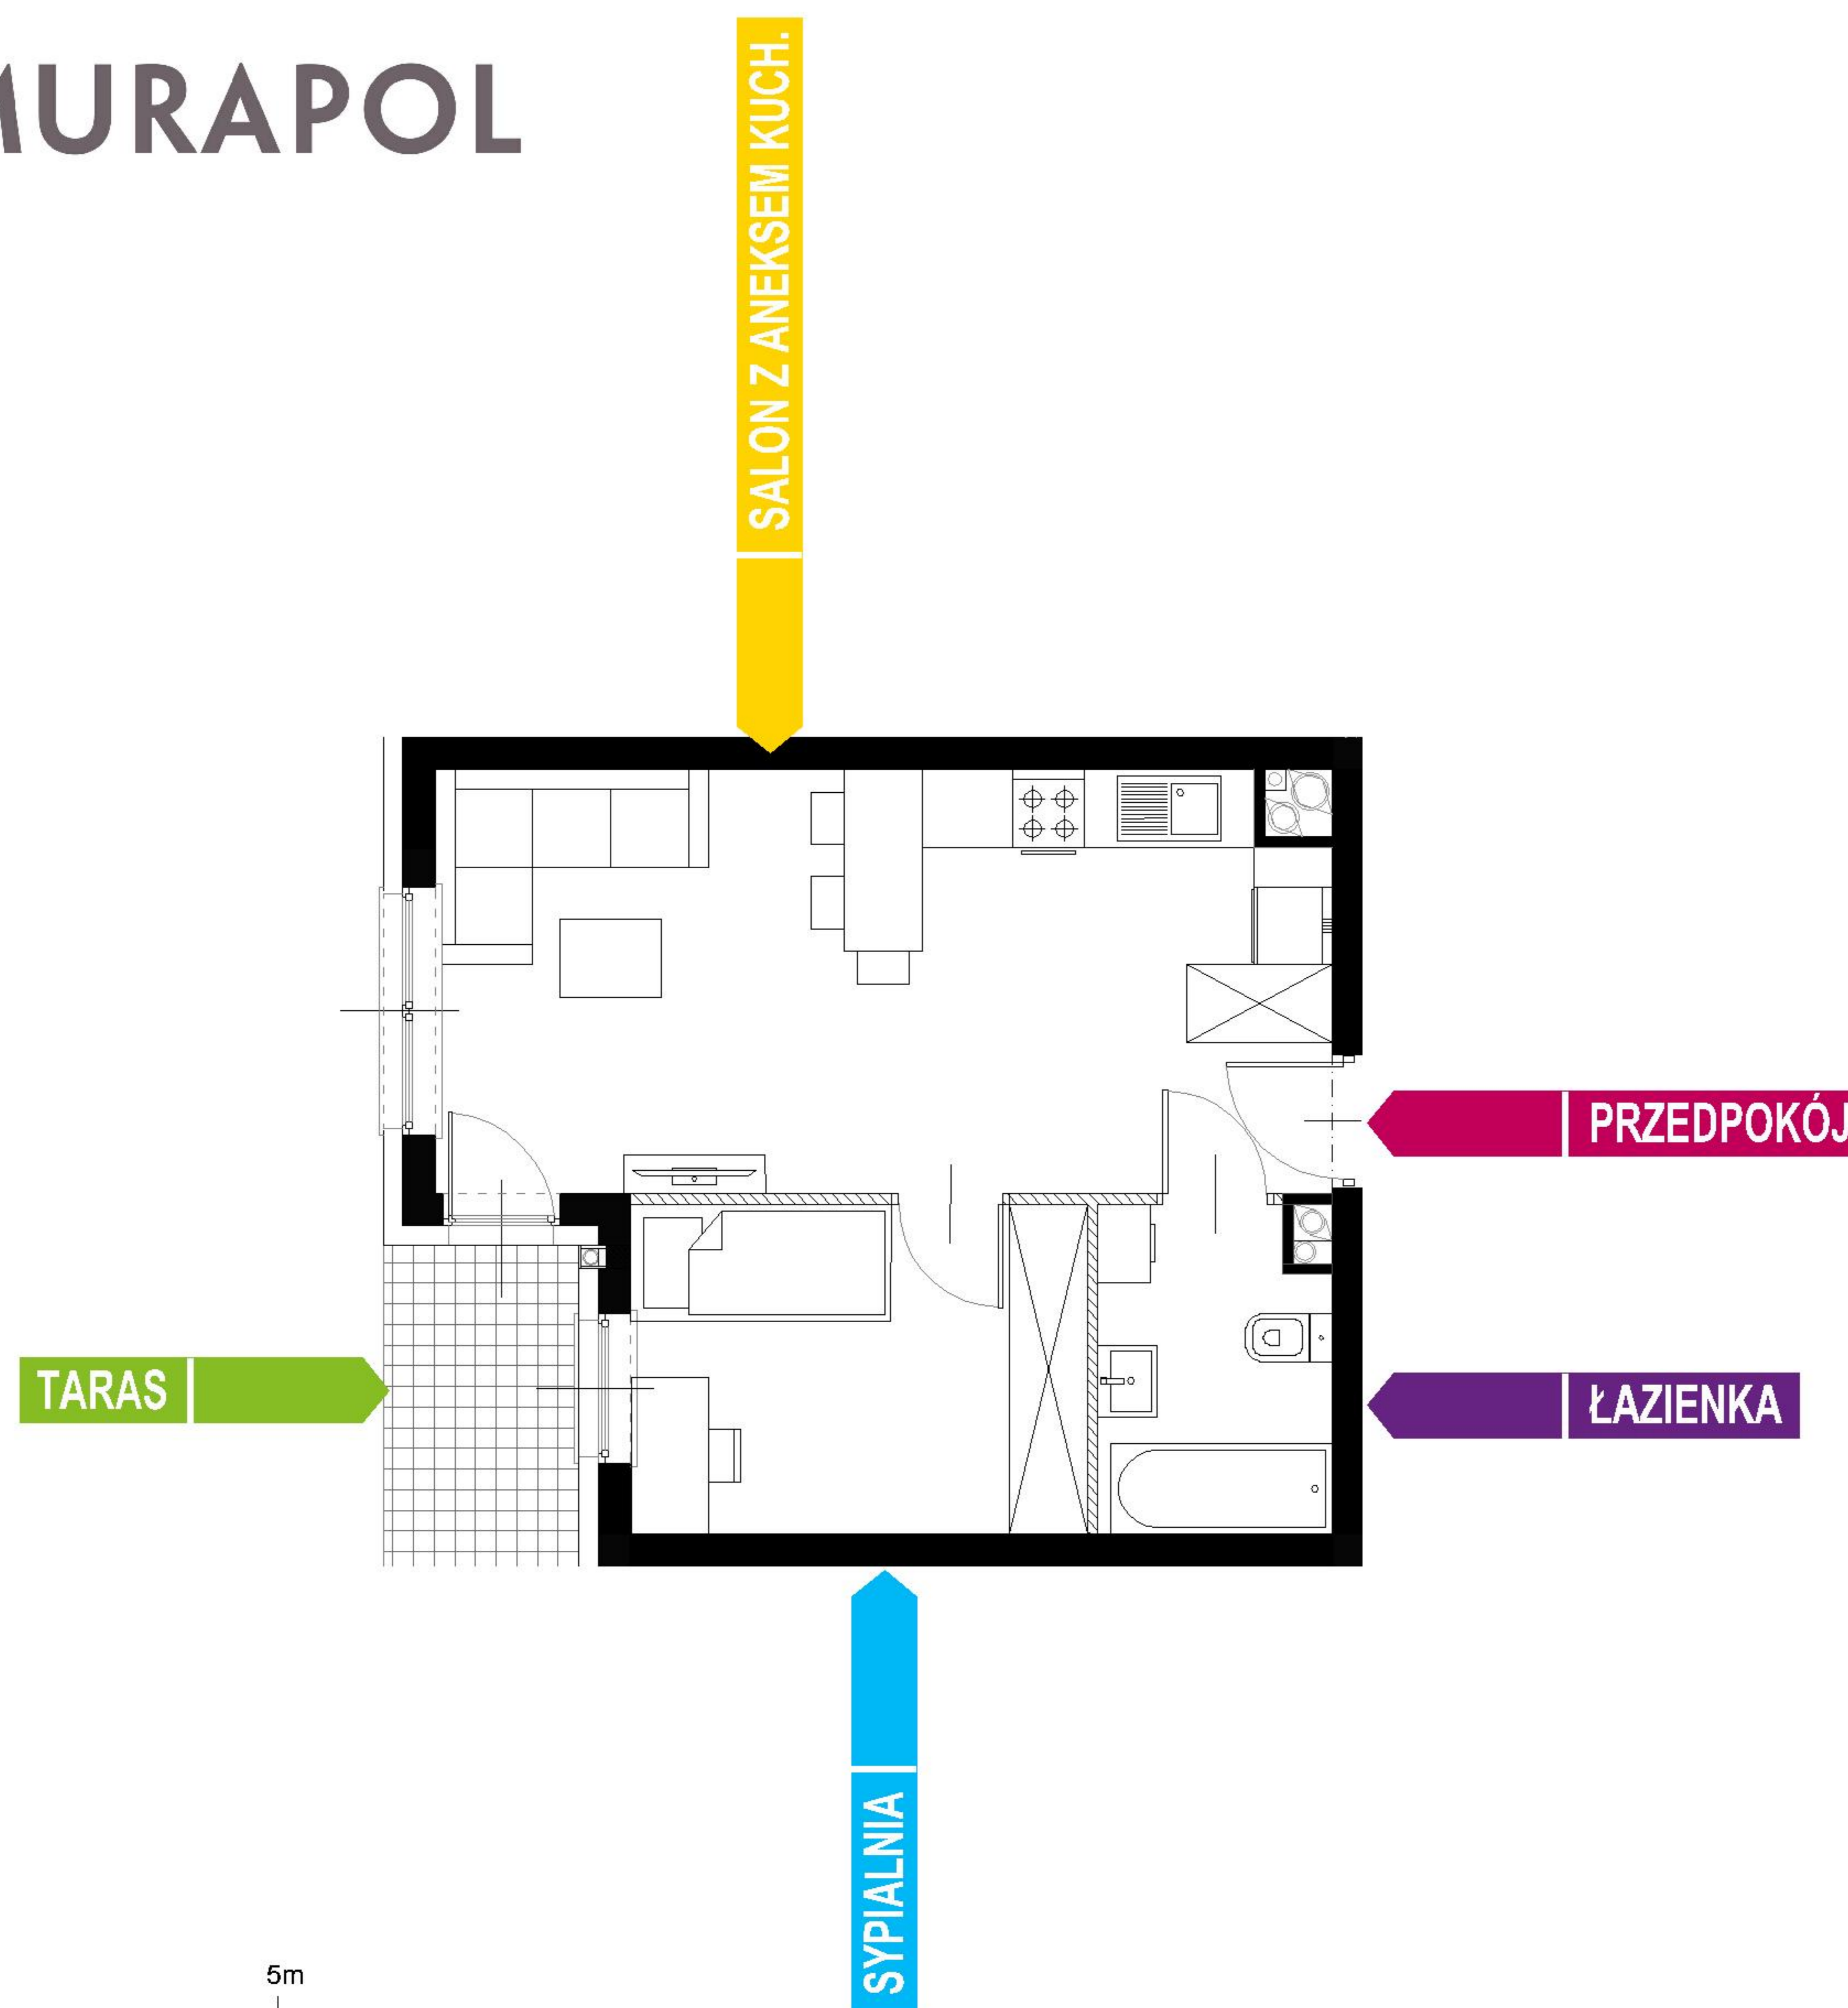 MURAPOL
SALON Z ANEKSEM KUCH.
PRZEDPOKÓJ
TARAS
ŁAZIENKA
SYPIALNIA
5m